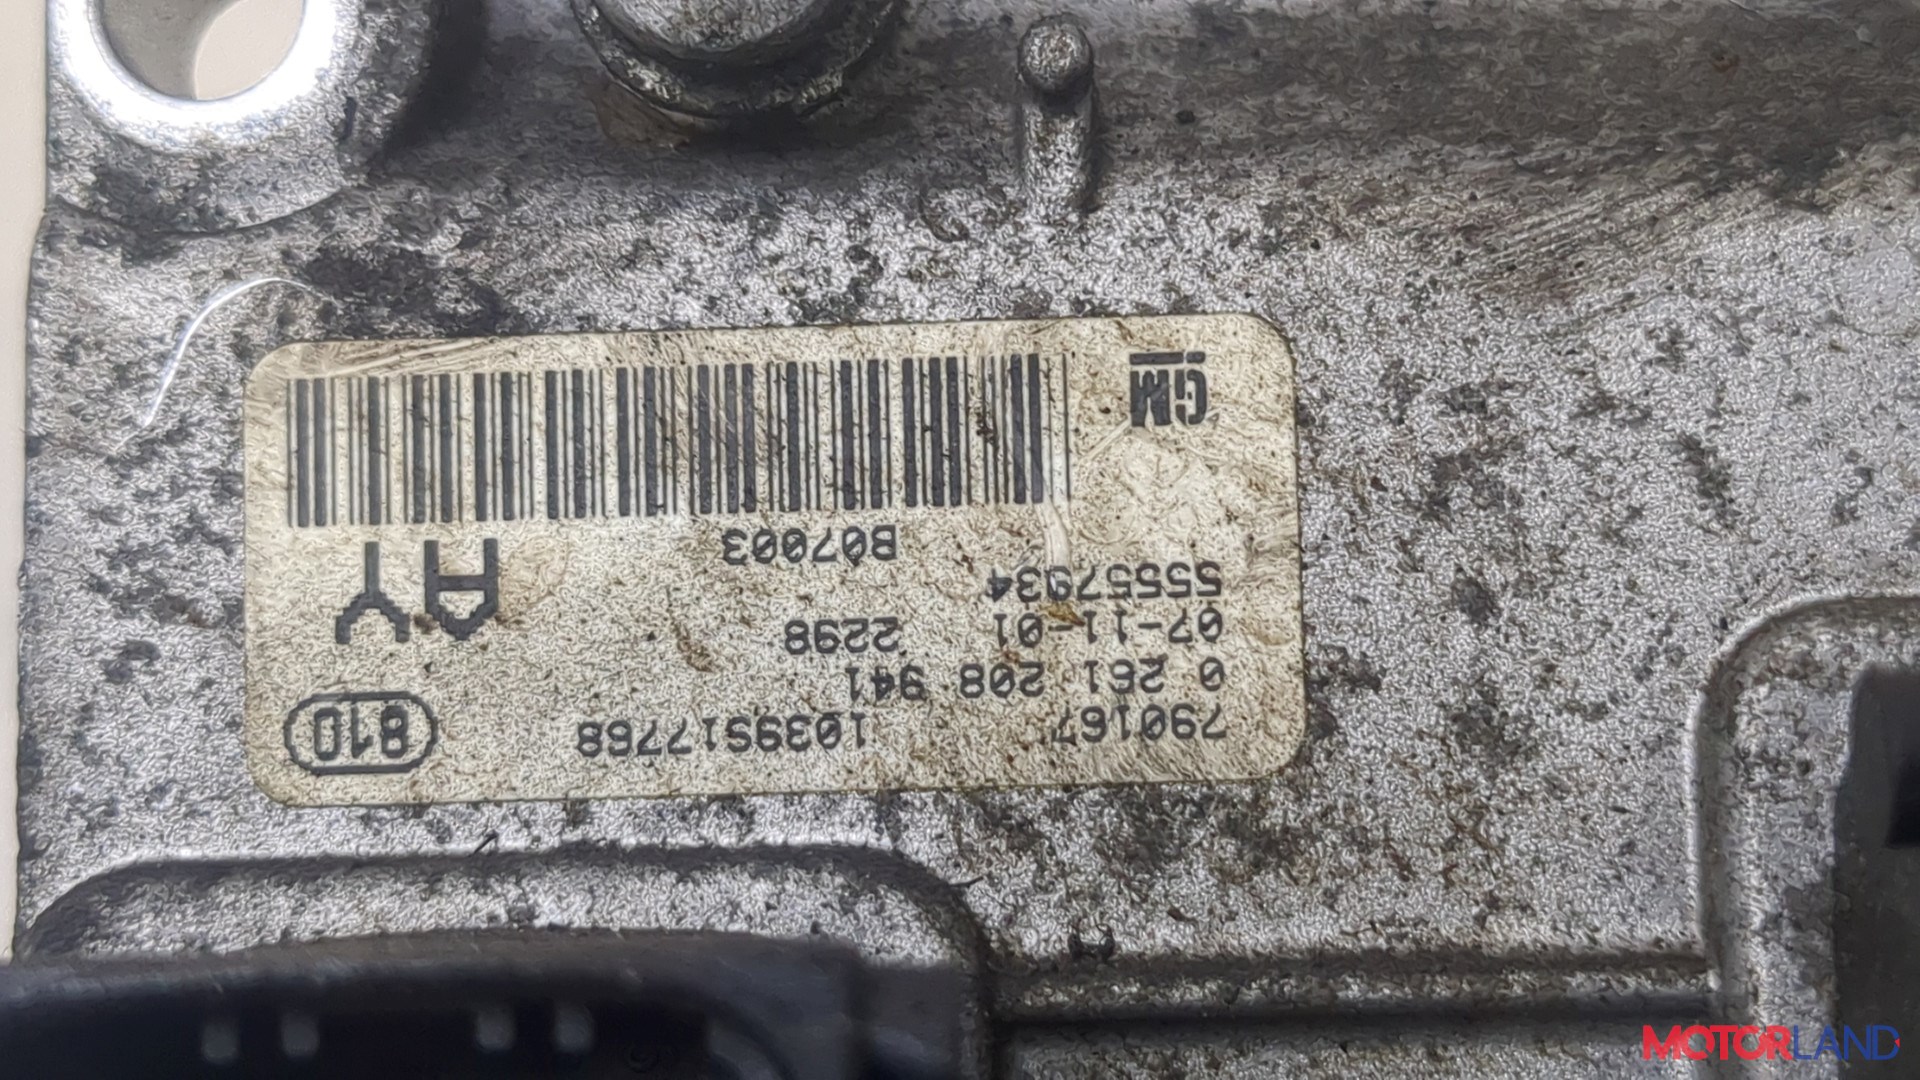 790167 1039S17768 810
0 261 208 941
07-11-01 2298 AY
55557934
B07003
GM
MOTORLAND